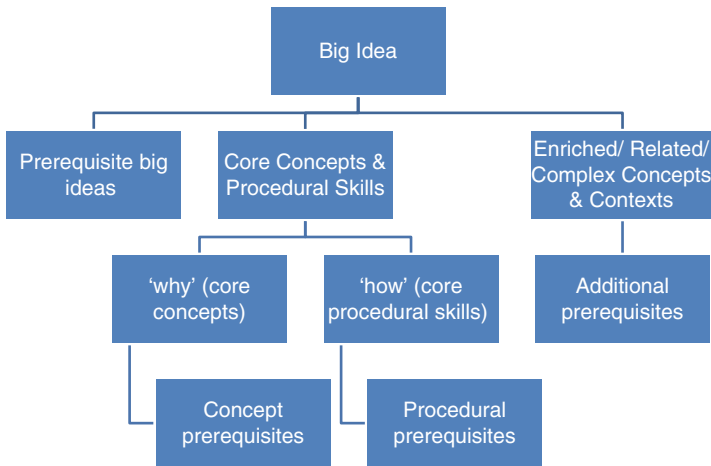 Big Idea
Prerequisite big
ideas
Core Concepts &
Procedural Skills
Enriched/ Related/
Complex Concepts
& Contexts
‘why’ (core
concepts)
‘how’ (core
procedural skills)
Additional
prerequisites
Concept
prerequisites
Procedural
prerequisites